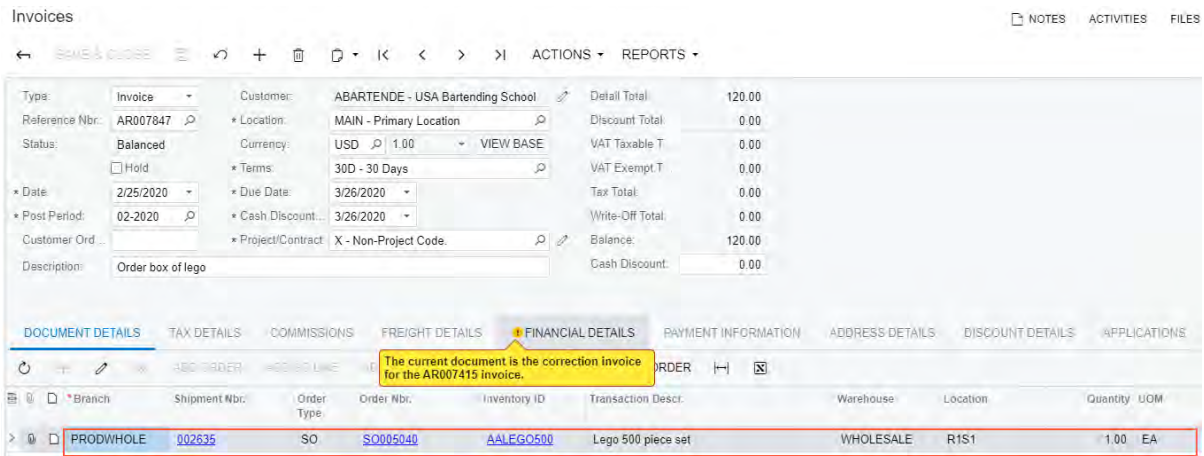 Invoices
NOTES ACTIVITIES FILES
SAVE & CLOSE ACTIONS REPORTS
Type: Invoice Customer: ABARTENDE - USA Bartending School Detail Total: 120.00
Reference Nbr.: AR007847 * Location: MAIN - Primary Location Discount Total: 0.00
Status: Balanced Currency: USD 1.00 VIEW BASE VAT Taxable T 0.00
Hold * Terms: 30D - 30 Days VAT Exempt T 0.00
* Date: 2/25/2020 * Due Date: 3/26/2020 Tax Total: 0.00
* Post Period: 02-2020 * Cash Discount... 3/26/2020 Write-Off Total: 0.00
Customer Ord... * Project/Contract: X - Non-Project Code. Balance: 120.00
Description: Order box of lego Cash Discount: 0.00
DOCUMENT DETAILS TAX DETAILS COMMISSIONS FREIGHT DETAILS FINANCIAL DETAILS PAYMENT INFORMATION ADDRESS DETAILS DISCOUNT DETAILS APPLICATIONS
The current document is the correction invoice
for the AR007415 invoice.
ADD ORDER ADD SO LINE
* Branch Shipment Nbr. Order Type Order Nbr. Inventory ID Transaction Descr. Warehouse Location Quantity UOM
PRODWHOLE 002635 SO SO005040 AALEGO500 Lego 500 piece set WHOLESALE R1S1 1.00 EA